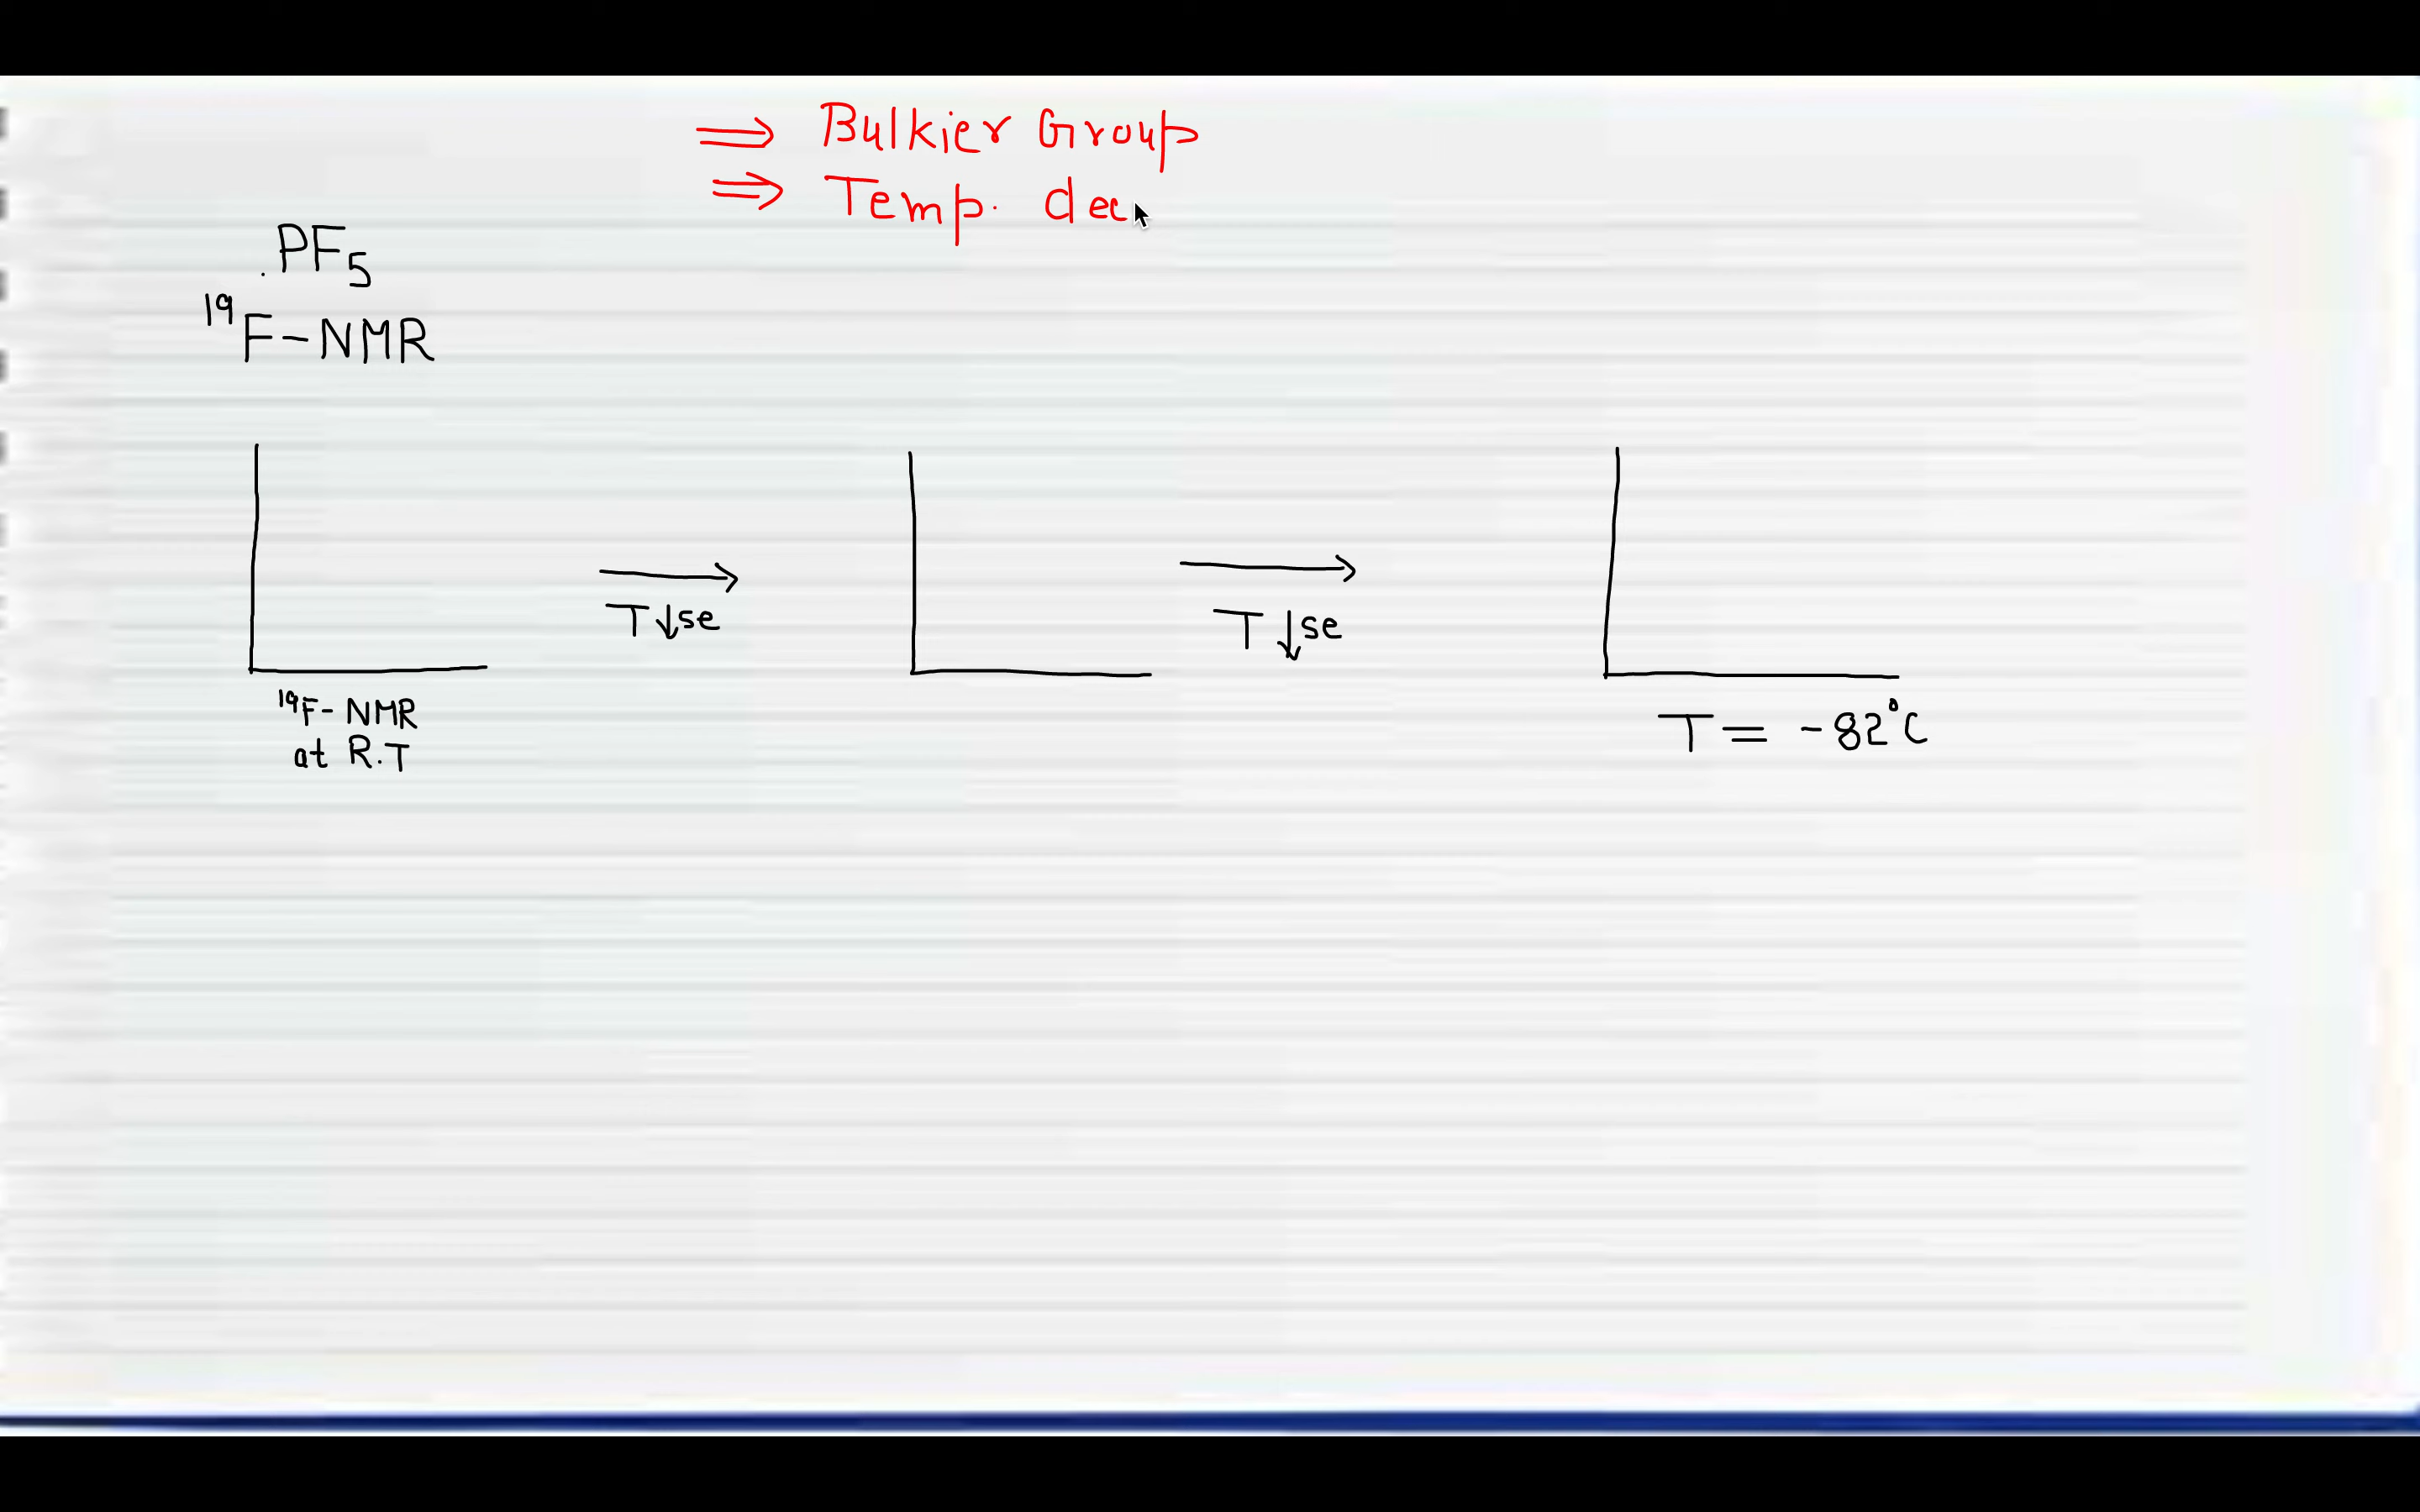 ⇒ Bulkier Group
⇒ Temp. dec
PF₅
¹⁹F-NMR
T↓se
T↓se
¹⁹F-NMR
at R.T
T = -82°C